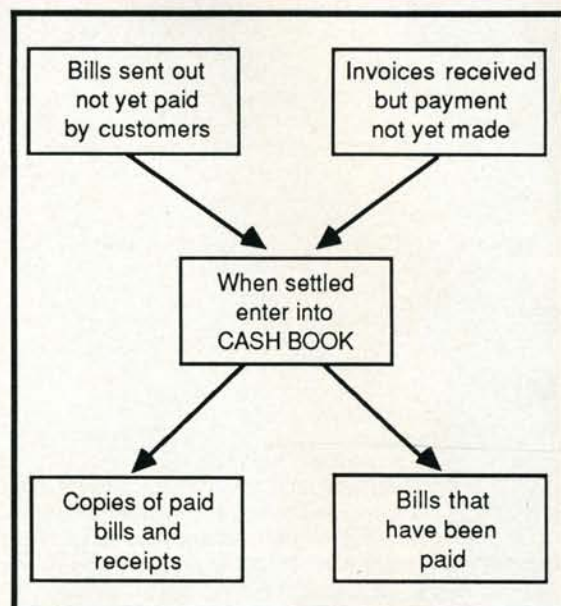 Bills sent out
not yet paid
by customers
Invoices received
but payment
not yet made
When settled
enter into
CASH BOOK
Copies of paid
bills and
receipts
Bills that
have been
paid